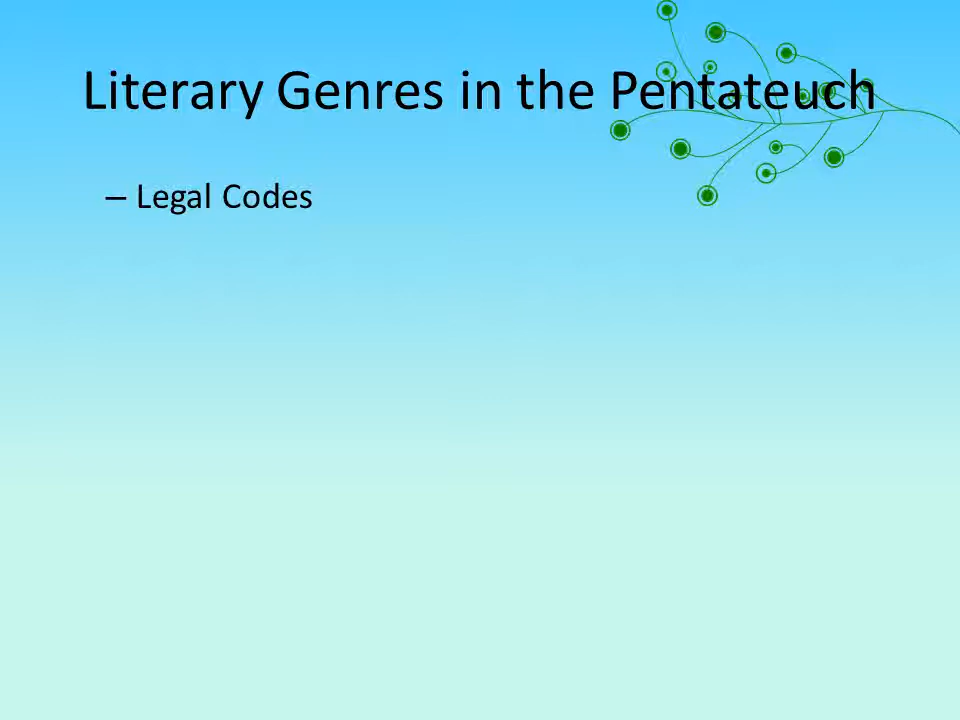 Literary Genres in the Pentateuch
– Legal Codes